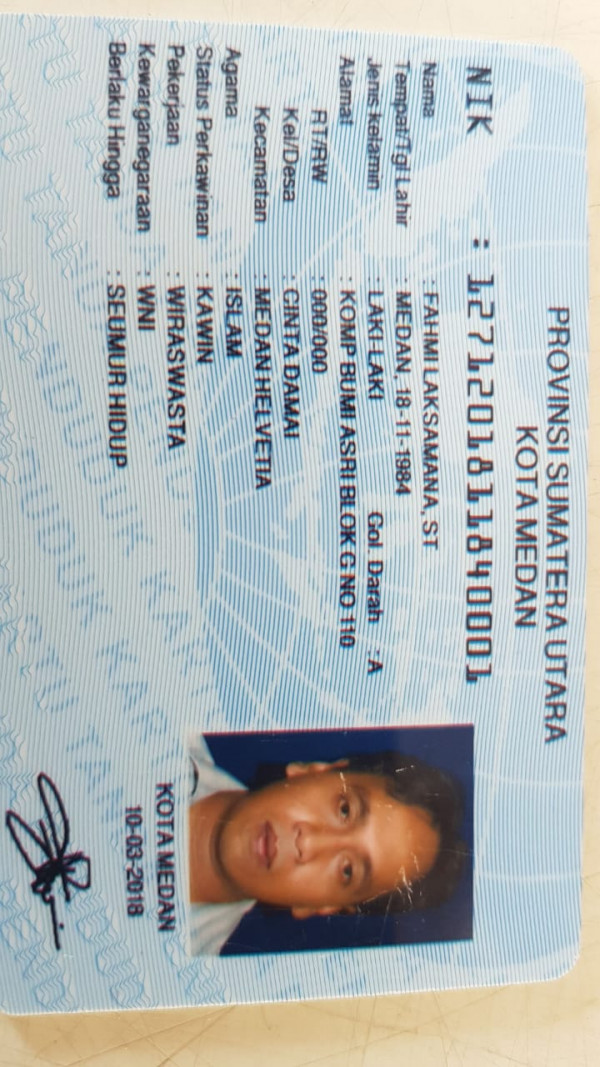 PROVINSI SUMATERA UTARA
KOTA MEDAN
NIK : 1271201811840001
Nama : FAHMI LAKSAMANA, ST
Tempat/Tgl Lahir : MEDAN, 18-11-1984
Jenis kelamin : LAKI-LAKI Gol. Darah : A
Alamat : KOMP BUMI ASRI BLOK G NO 110
RT/RW : 000/000
Kel/Desa : CINTA DAMAI
Kecamatan : MEDAN HELVETIA
Agama : ISLAM
Status Perkawinan : KAWIN
Pekerjaan : WIRASWASTA
Kewarganegaraan : WNI
Berlaku Hingga : SEUMUR HIDUP
KOTA MEDAN
10-03-2018